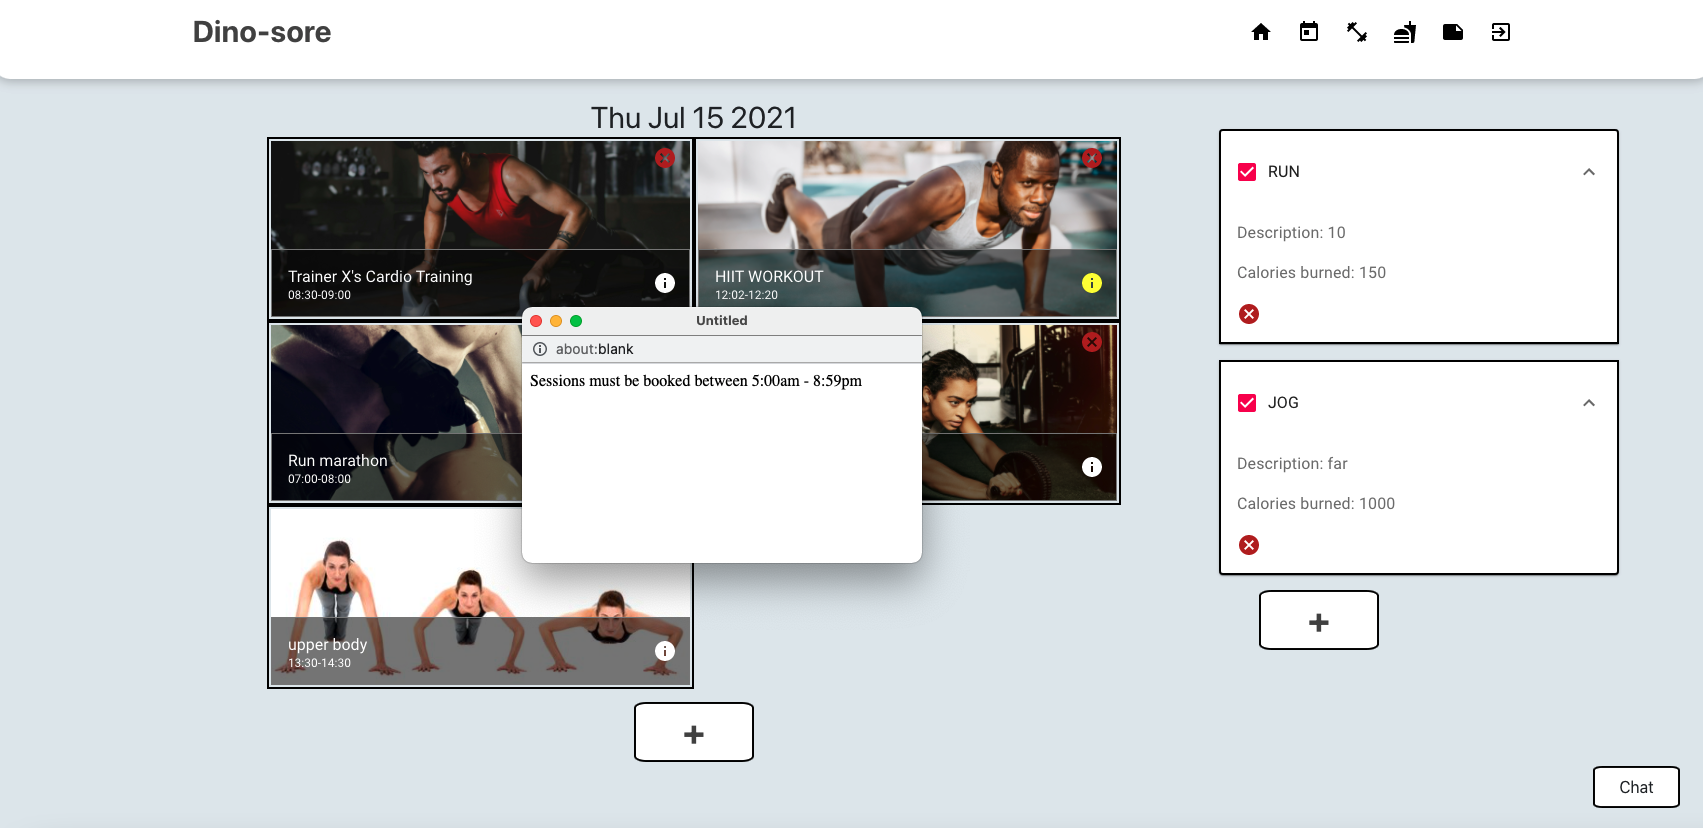 Dino-sore
Thu Jul 15 2021
Trainer X's Cardio Training
08:30-09:00
HIIT WORKOUT
12:02-12:20
Untitled
about:blank
Sessions must be booked between 5:00am - 8:59pm
Run marathon
07:00-08:00
upper body
13:30-14:30
+
RUN
Description: 10
Calories burned: 150
JOG
Description: far
Calories burned: 1000
+
Chat